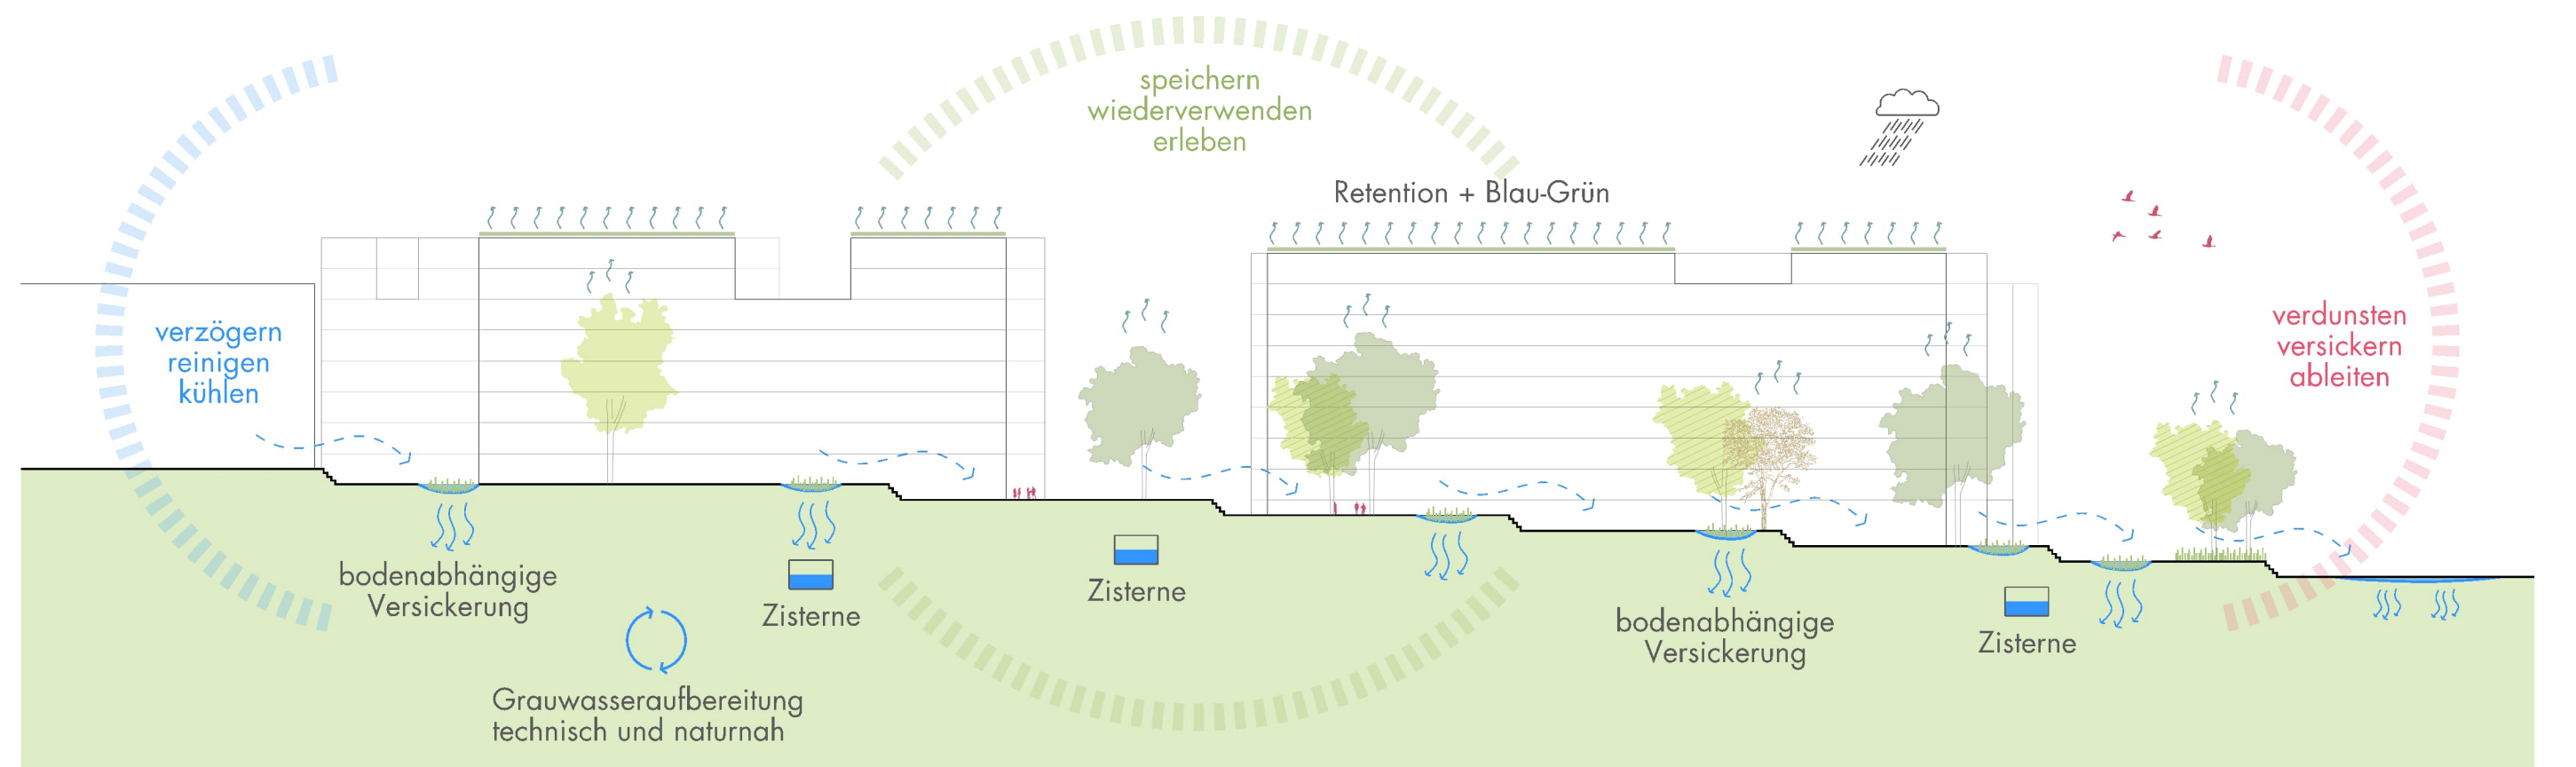 speichern
wiederverwenden
erleben
Retention + Blau-Grün
verzögern
reinigen
kühlen
verdunsten
versickern
ableiten
bodenabhängige
Versickerung
Zisterne
Zisterne
bodenabhängige
Versickerung
Zisterne
Grauwasseraufbereitung
technisch und naturnah